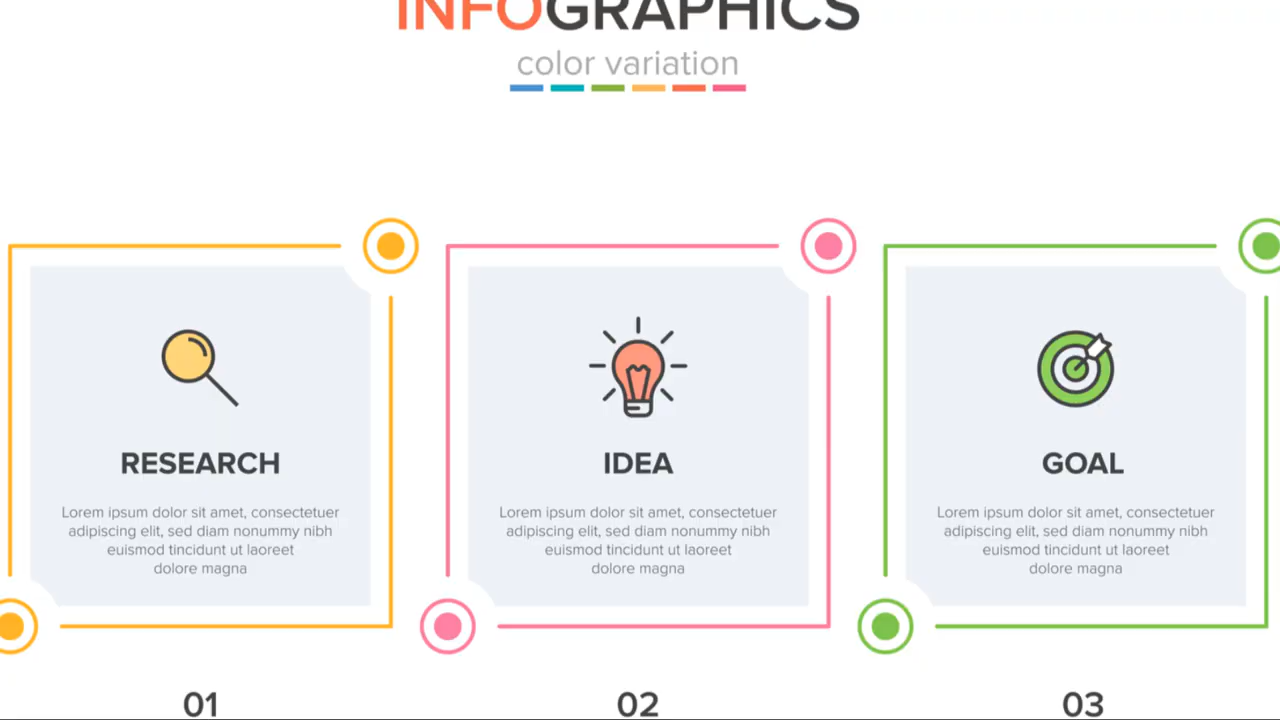 INFOGRAPHICS
color variation
RESEARCH
Lorem ipsum dolor sit amet, consectetuer
adipiscing elit, sed diam nonummy nibh
euismod tincidunt ut laoreet
dolore magna
01
IDEA
Lorem ipsum dolor sit amet, consectetuer
adipiscing elit, sed diam nonummy nibh
euismod tincidunt ut laoreet
dolore magna
02
GOAL
Lorem ipsum dolor sit amet, consectetuer
adipiscing elit, sed diam nonummy nibh
euismod tincidunt ut laoreet
dolore magna
03